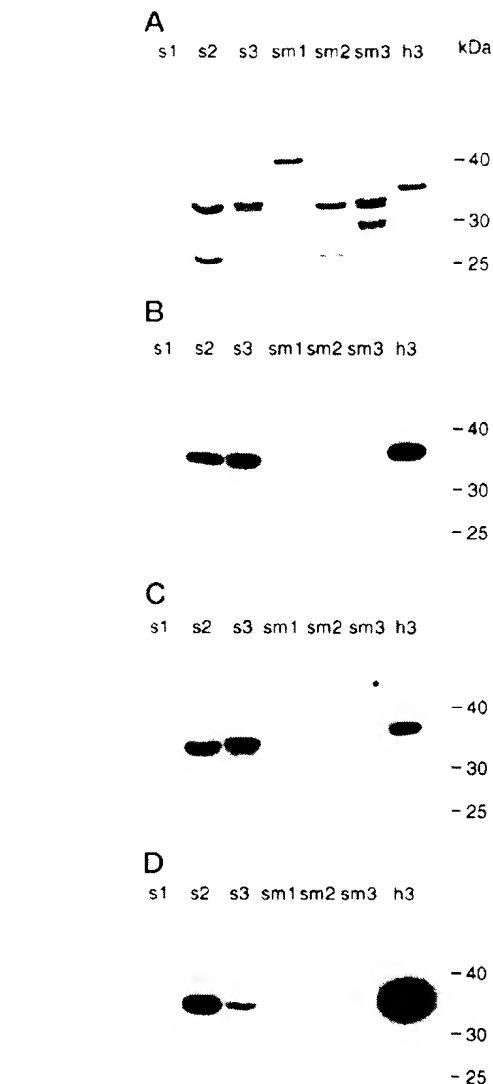 A
s1 s2 s3 sm1 sm2 sm3 h3 kDa
- 40
- 30
- 25
B
s1 s2 s3 sm1 sm2 sm3 h3
- 40
- 30
- 25
C
s1 s2 s3 sm1 sm2 sm3 h3
- 40
- 30
- 25
D
s1 s2 s3 sm1 sm2 sm3 h3
- 40
- 30
- 25